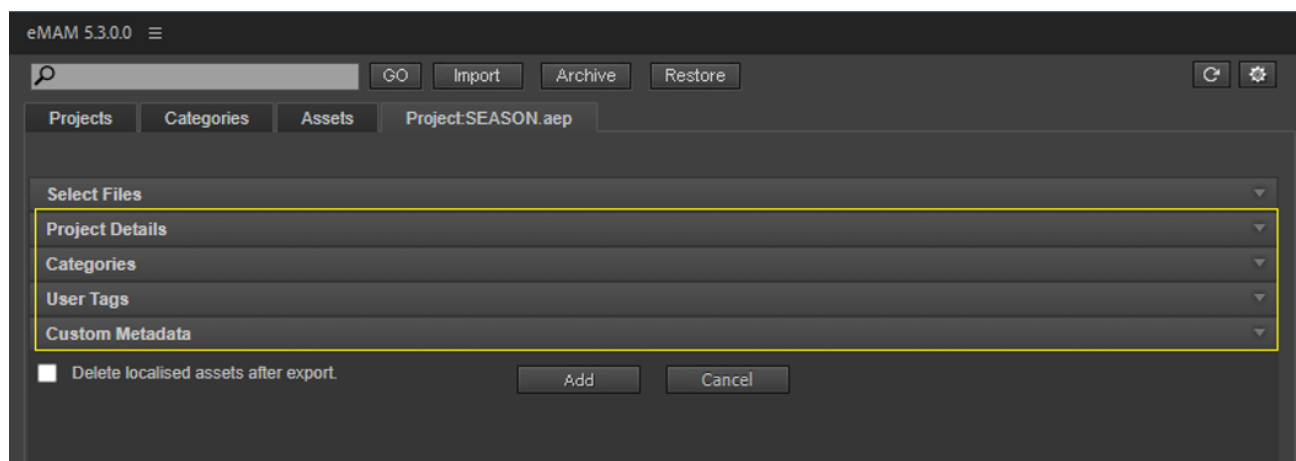 eMAM 5.3.0.0 ☰
GO Import Archive Restore
Projects Categories Assets Project:SEASON.aep
Select Files
Project Details
Categories
User Tags
Custom Metadata
Delete localised assets after export. Add Cancel